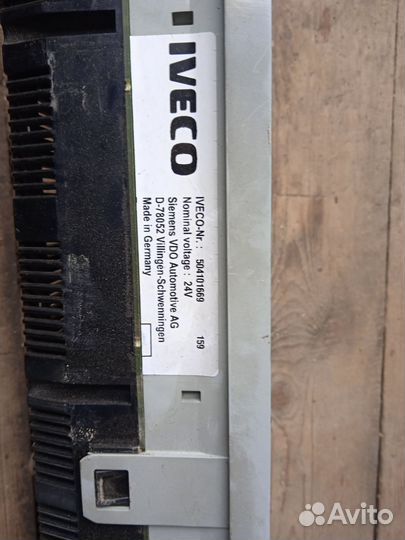 IVECO
IVECO-Nr.: 504101669 159
Nominal voltage: 24V
Siemens VDO Automotive AG
D-78052 Villingen-Schwenningen
Made in Germany
Avito